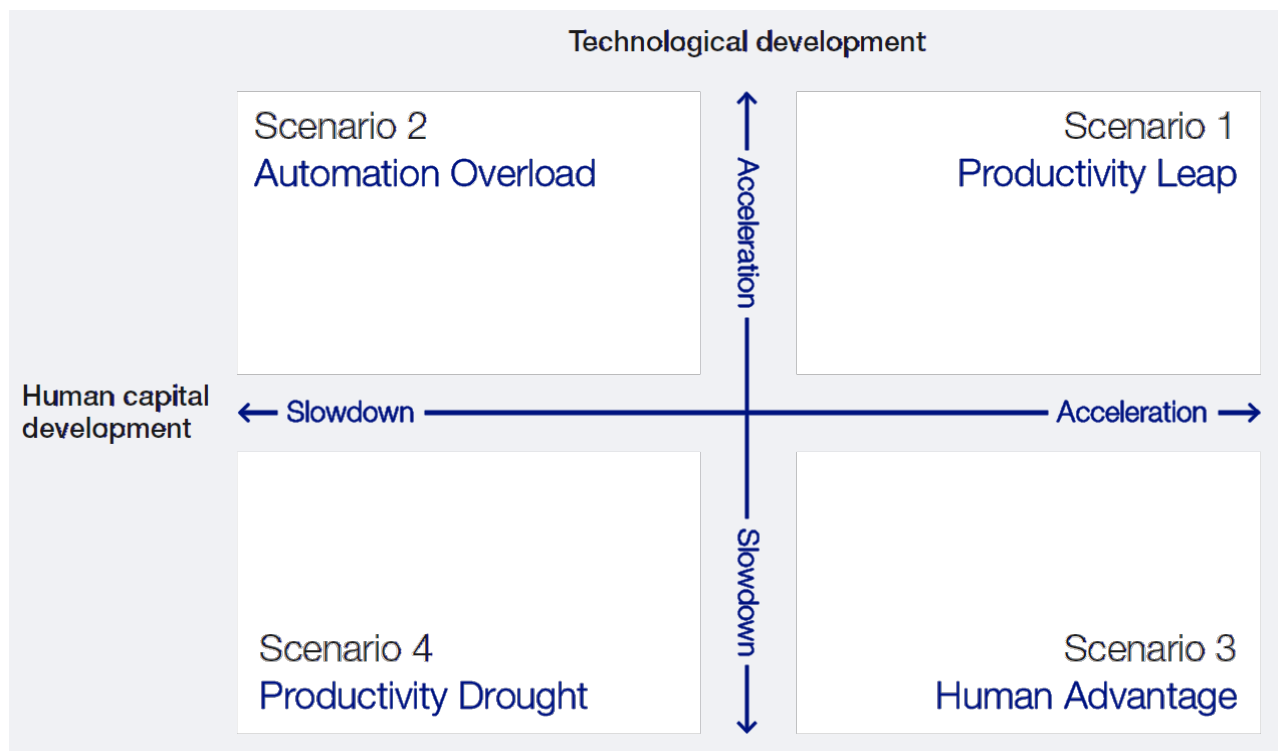 Technological development
Scenario 2
Automation Overload
Scenario 1
Productivity Leap
Acceleration
Human capital
development
Slowdown
Acceleration
Slowdown
Scenario 4
Productivity Drought
Scenario 3
Human Advantage